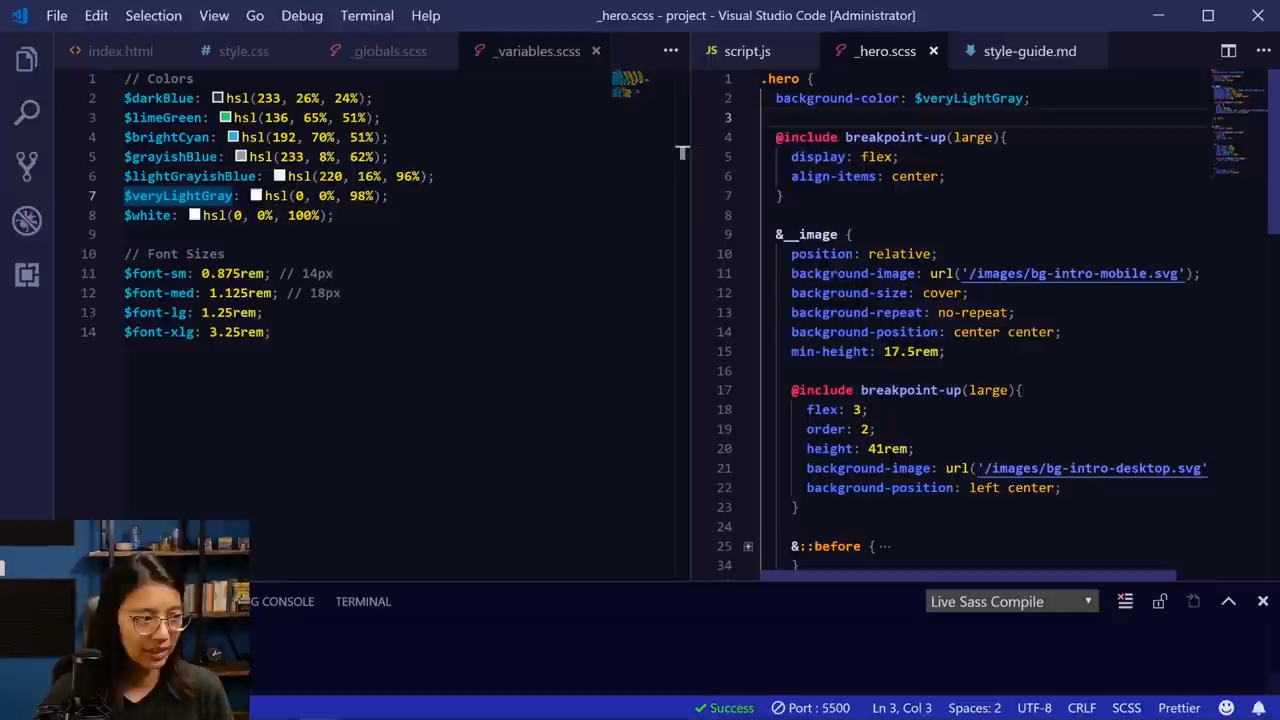 File Edit Selection View Go Debug Terminal Help
_hero.scss - project - Visual Studio Code [Administrator]
index.html style.css _globals.scss _variables.scss
1 // Colors
2 $darkBlue: hsl(233, 26%, 24%);
3 $limeGreen: hsl(136, 65%, 51%);
4 $brightCyan: hsl(192, 70%, 51%);
5 $grayishBlue: hsl(233, 8%, 62%);
6 $lightGrayishBlue: hsl(220, 16%, 96%);
7 $veryLightGray: hsl(0, 0%, 98%);
8 $white: hsl(0, 0%, 100%);
9
10 // Font Sizes
11 $font-sm: 0.875rem; // 14px
12 $font-med: 1.125rem; // 18px
13 $font-lg: 1.25rem;
14 $font-xlg: 3.25rem;
JS script.js _hero.scss style-guide.md
1 .hero {
2 background-color: $veryLightGray;
3
4 @include breakpoint-up(large){
5 display: flex;
6 align-items: center;
7 }
8
9 &__image {
10 position: relative;
11 background-image: url('/images/bg-intro-mobile.svg');
12 background-size: cover;
13 background-repeat: no-repeat;
14 background-position: center center;
15 min-height: 17.5rem;
16
17 @include breakpoint-up(large){
18 flex: 3;
19 order: 2;
20 height: 41rem;
21 background-image: url('/images/bg-intro-desktop.svg'
22 background-position: left center;
23 }
24
25 &::before { ⋯
34 }
G CONSOLE TERMINAL
Live Sass Compile
Success Port : 5500 Ln 3, Col 3 Spaces: 2 UTF-8 CRLF SCSS Prettier